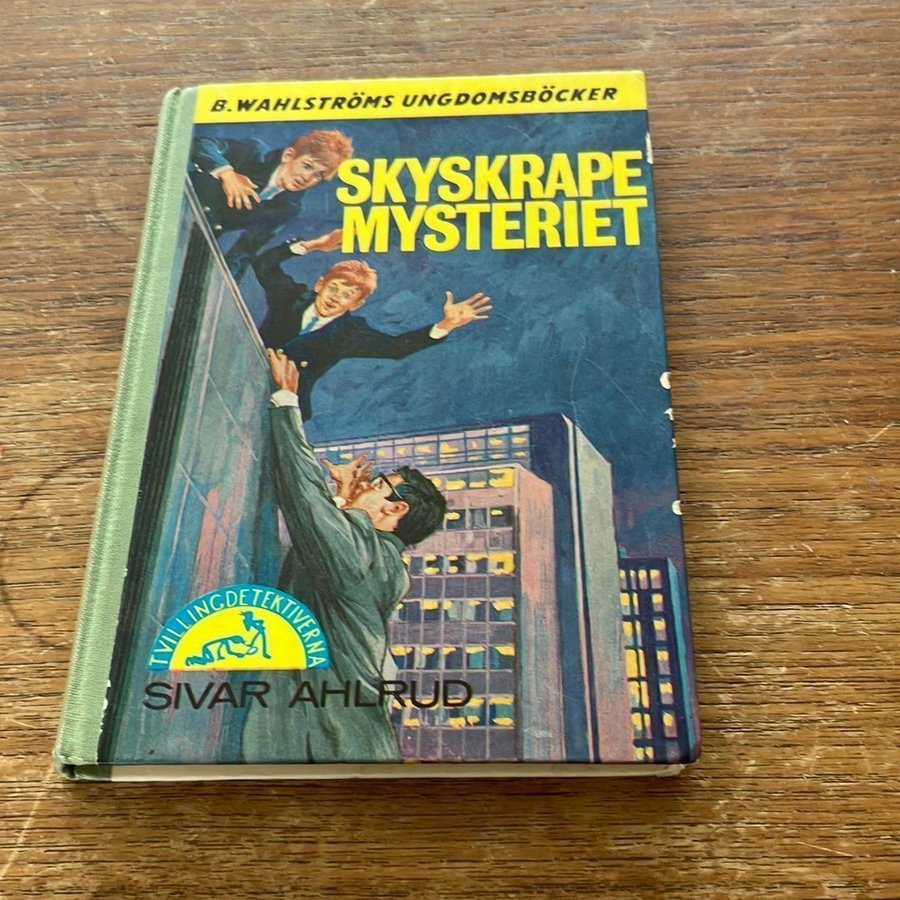 B. WAHLSTRÖMS UNGDOMSBÖCKER
SKYSKRAPE
MYSTERIET
TVILLINGDETEKTIVERNA
SIVAR AHLRUD